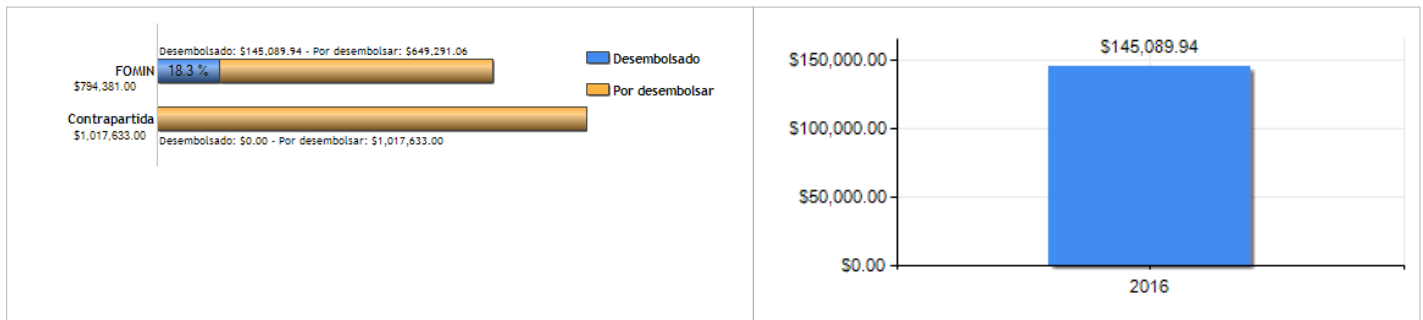 Desembolsado: $145,089.94 - Por desembolsar: $649,291.06
FOMIN
18.3 %
$794,381.00
Contrapartida
$1,017,633.00
Desembolsado: $0.00 - Por desembolsar: $1,017,633.00
Desembolsado
Por desembolsar
$145,089.94
$150,000.00
$100,000.00
$50,000.00
$0.00
2016